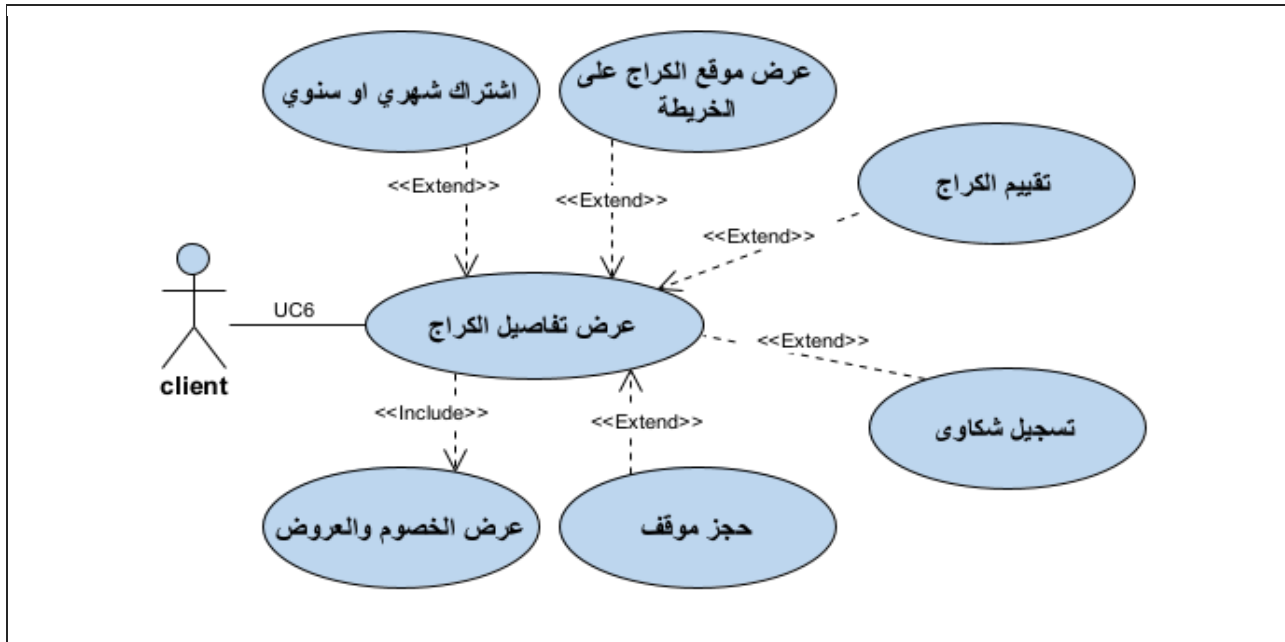 اشتراك شهري او سنوي
عرض موقع الكراج على
الخريطة
تقييم الكراج
<<Extend>>
<<Extend>>
<<Extend>>
UC6
عرض تفاصيل الكراج
<<Extend>>
client
<<Include>>
<<Extend>>
تسجيل شكاوى
عرض الخصوم والعروض
حجز موقف